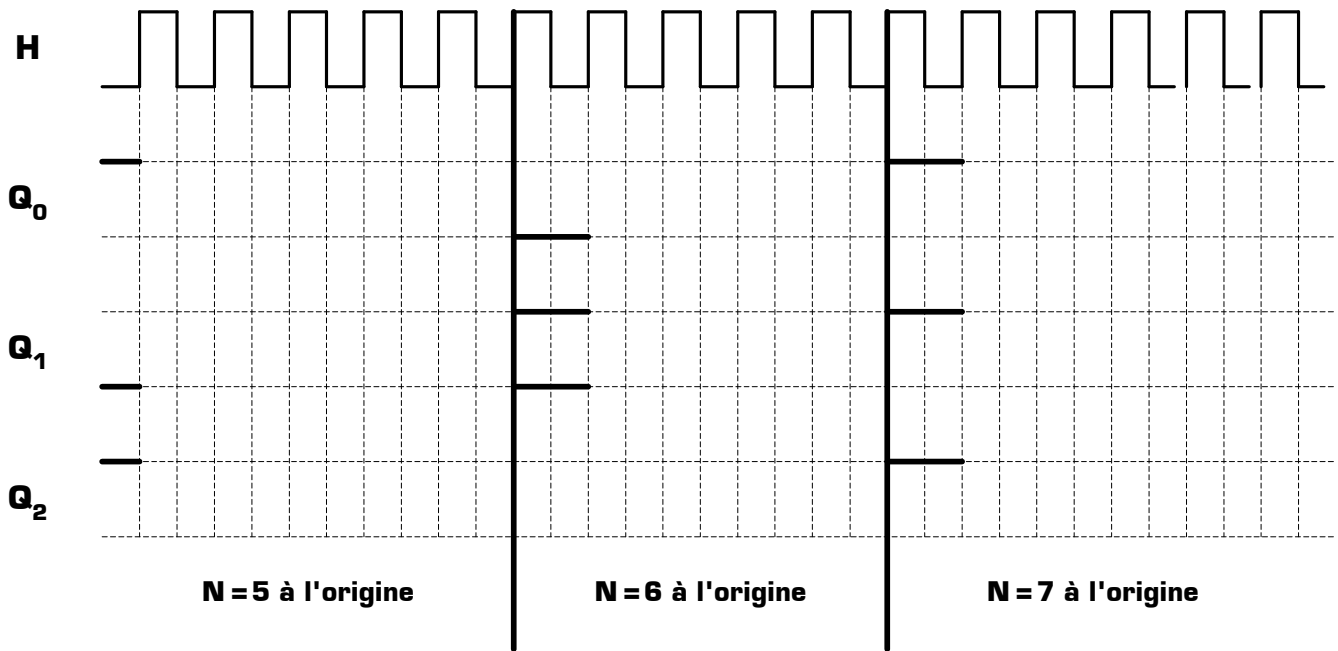 H
Q0
Q1
Q2
N = 5 à l'origine
N = 6 à l'origine
N = 7 à l'origine